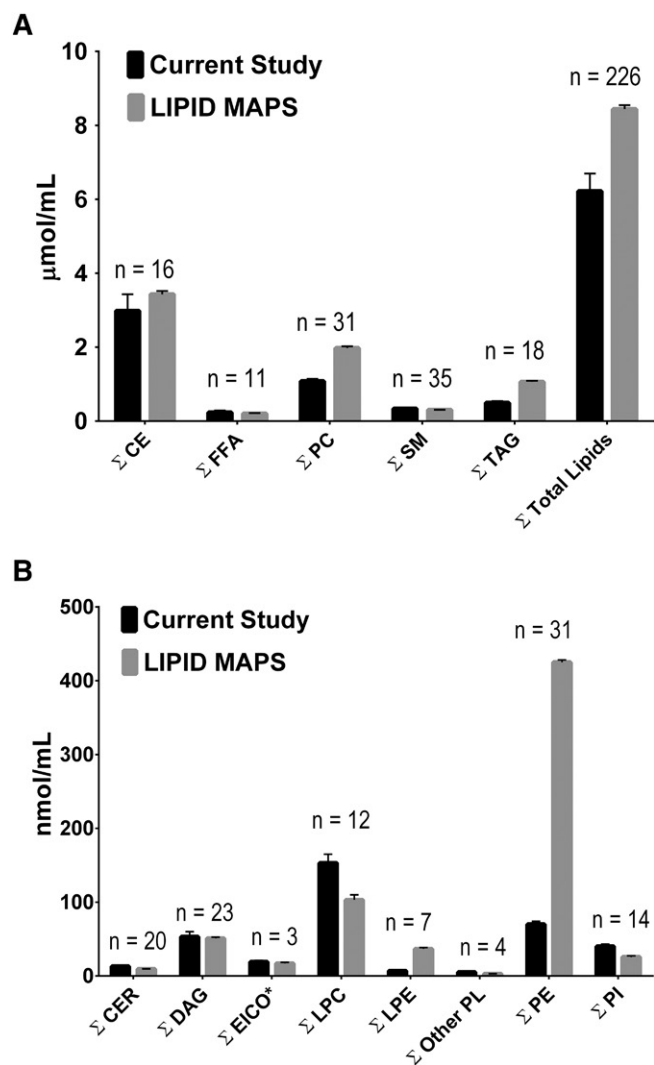 A
Current Study
LIPID MAPS
μmol/mL
10
8
6
4
2
0
n = 16
n = 11
n = 31
n = 35
n = 18
n = 226
Σ CE
Σ FFA
Σ PC
Σ SM
Σ TAG
Σ Total Lipids
B
Current Study
LIPID MAPS
nmol/mL
500
400
300
200
100
0
n = 20
n = 23
n = 3
n = 12
n = 7
n = 4
n = 31
n = 14
Σ CER
Σ DAG
Σ EICO*
Σ LPC
Σ LPE
Σ Other PL
Σ PE
Σ PI